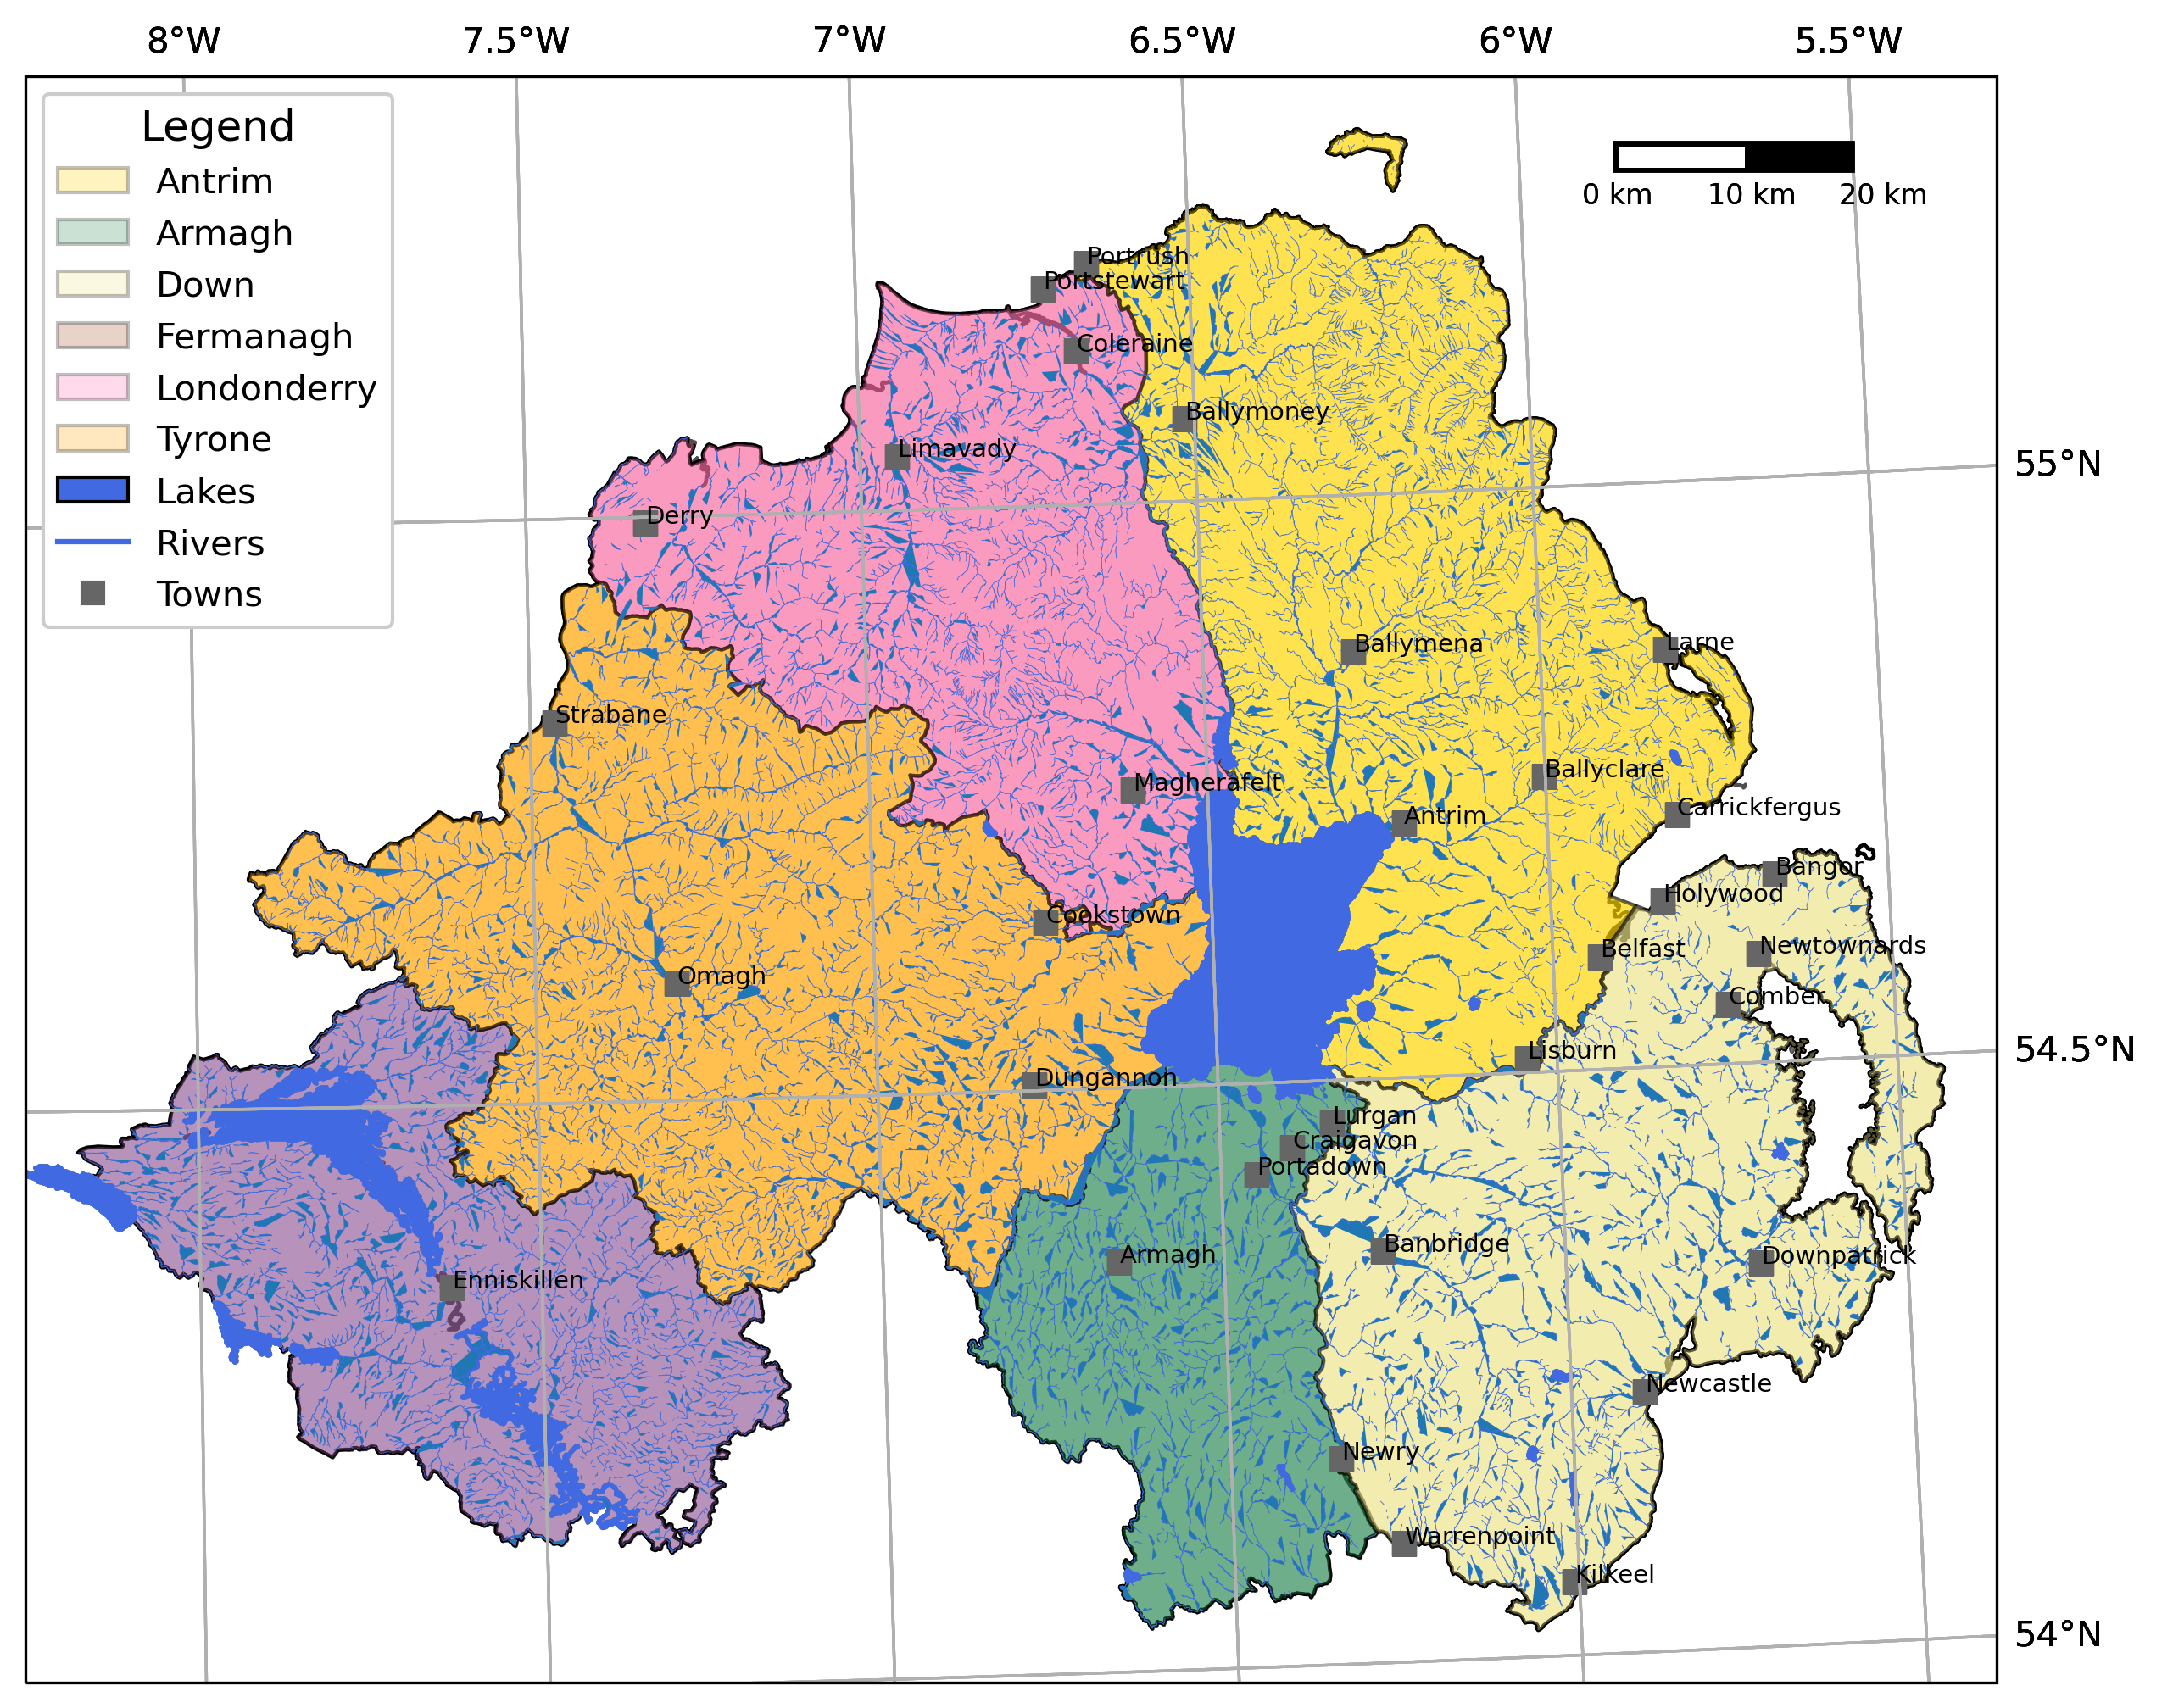 8°W 7.5°W 7°W 6.5°W 6°W 5.5°W
Legend
Antrim
Armagh
Down
Fermanagh
Londonderry
Tyrone
Lakes
Rivers
Towns
0 km 10 km 20 km
Portrush
Portstewart
Coleraine
Ballymoney
Limavady
55°N
Derry
Larne
Ballymena
Strabane
Ballyclare
Magherafelt
Carrickfergus
Antrim
Bangor
Holywood
Cookstown
Newtownards
Belfast
Omagh
Comber
54.5°N
Lisburn
Dungannon
Lurgan
Craigavon
Portadown
Banbridge
Armagh
Downpatrick
Enniskillen
Newcastle
Newry
Warrenpoint
Kilkeel
54°N